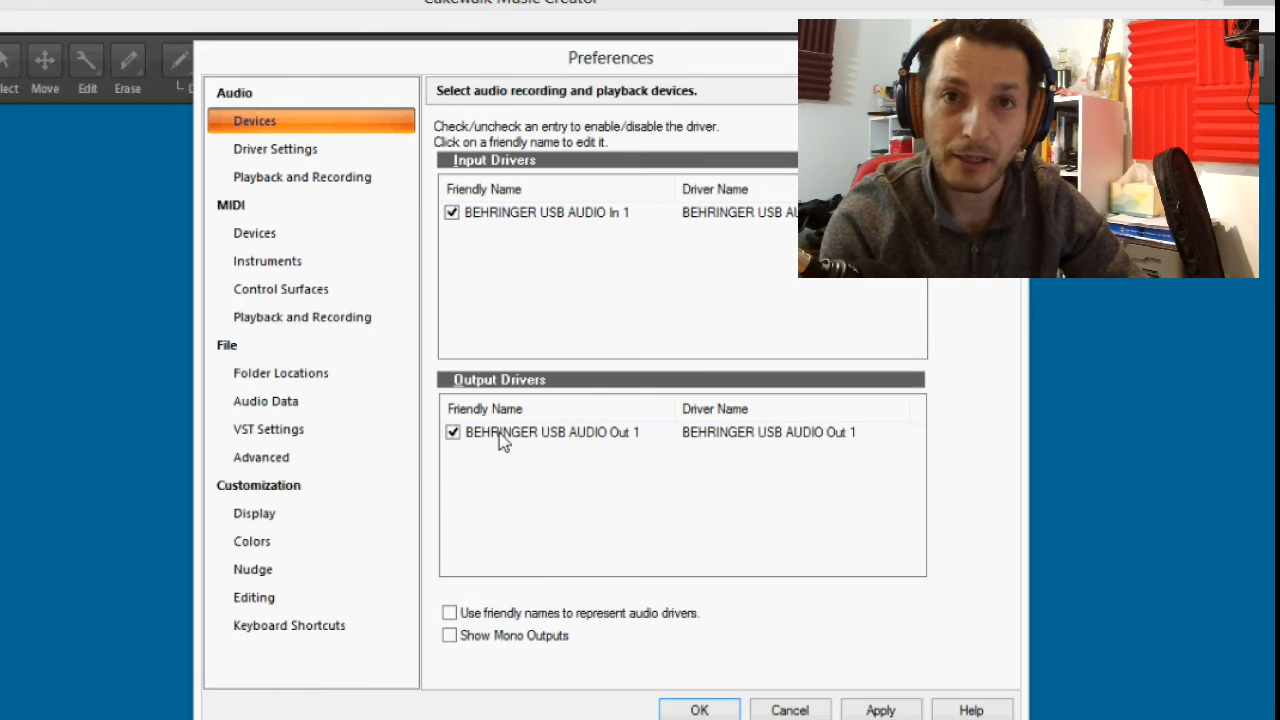 Cakewalk Music Creator
Move
Edit
Erase
Preferences
Audio
Devices
Driver Settings
Playback and Recording
MIDI
Devices
Instruments
Control Surfaces
Playback and Recording
File
Folder Locations
Audio Data
VST Settings
Advanced
Customization
Display
Colors
Nudge
Editing
Keyboard Shortcuts
Select audio recording and playback devices.
Check/uncheck an entry to enable/disable the driver.
Click on a friendly name to edit it.
Input Drivers
Friendly Name Driver Name
BEHRINGER USB AUDIO In 1 BEHRINGER USB
Output Drivers
Friendly Name Driver Name
BEHRINGER USB AUDIO Out 1 BEHRINGER USB AUDIO Out 1
Use friendly names to represent audio drivers.
Show Mono Outputs
OK Cancel Apply Help